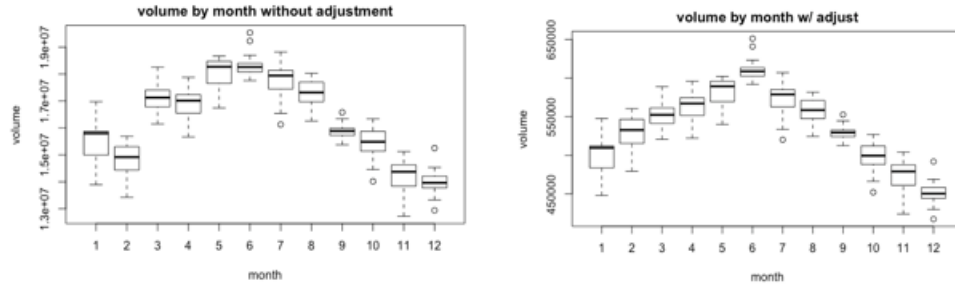 volume by month without adjustment
volume
1.9e+07
1.7e+07
1.5e+07
1.3e+07
1 2 3 4 5 6 7 8 9 10 11 12
month
volume by month w/ adjust
volume
650000
550000
450000
1 2 3 4 5 6 7 8 9 10 11 12
month